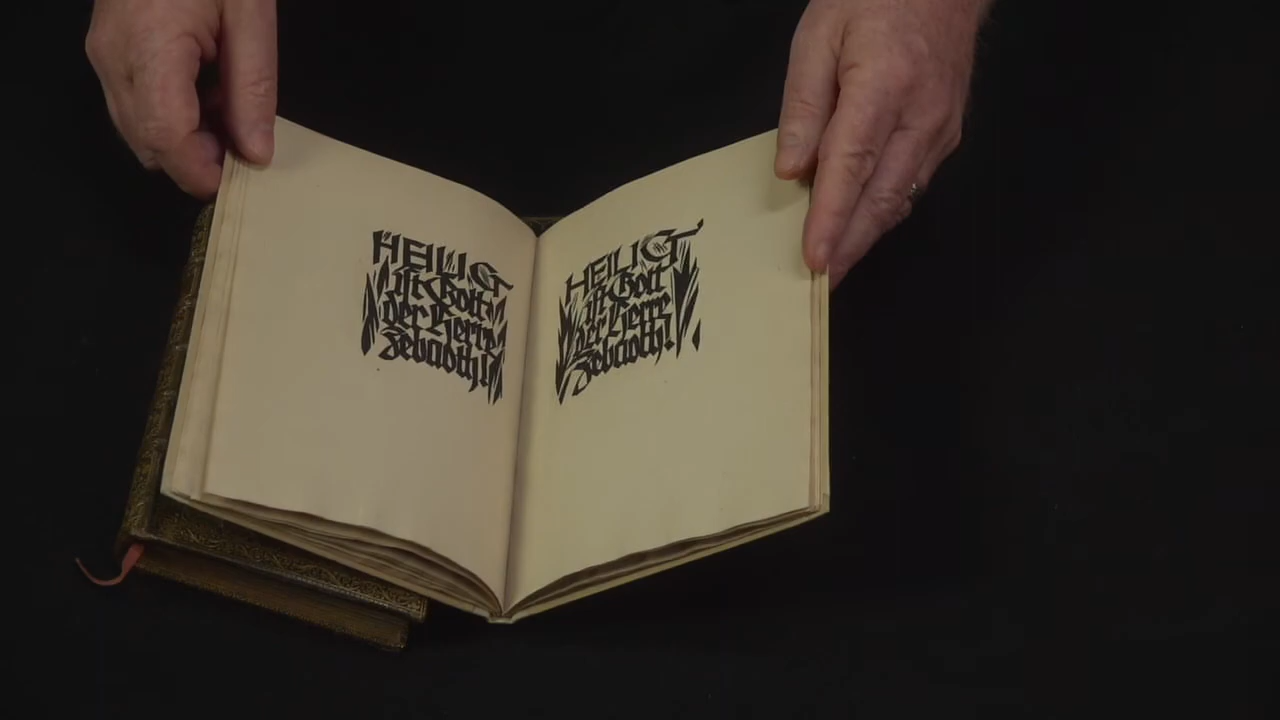 HEILIG
ist Gott
der Herre
Zebaoth!
HEILIG
ist Gott
der Herre
Zebaoth!